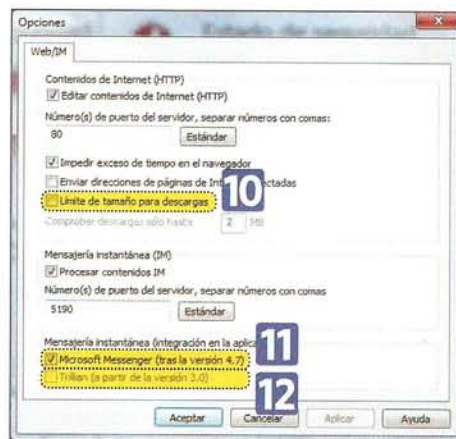 Opciones
Web/IM
Contenidos de Internet (HTTP)
Editar contenidos de Internet (HTTP)
Número(s) de puerto del servidor, separar números con comas:
80
Estándar
Impedir exceso de tiempo en el navegador
Enviar direcciones de páginas de
10
Límite de tamaño para descargas
Comprobar descargas sólo hasta 2 MB
Mensajería instantánea (IM)
Procesar contenidos IM
Número(s) de puerto del servidor, separar números con comas
5190
Estándar
Mensajería instantánea (integración en la
11
Microsoft Messenger (tras la versión 4.7)
Trillian (a partir de la versión 3.0)
12
Aceptar Cancelar Aplicar Ayuda